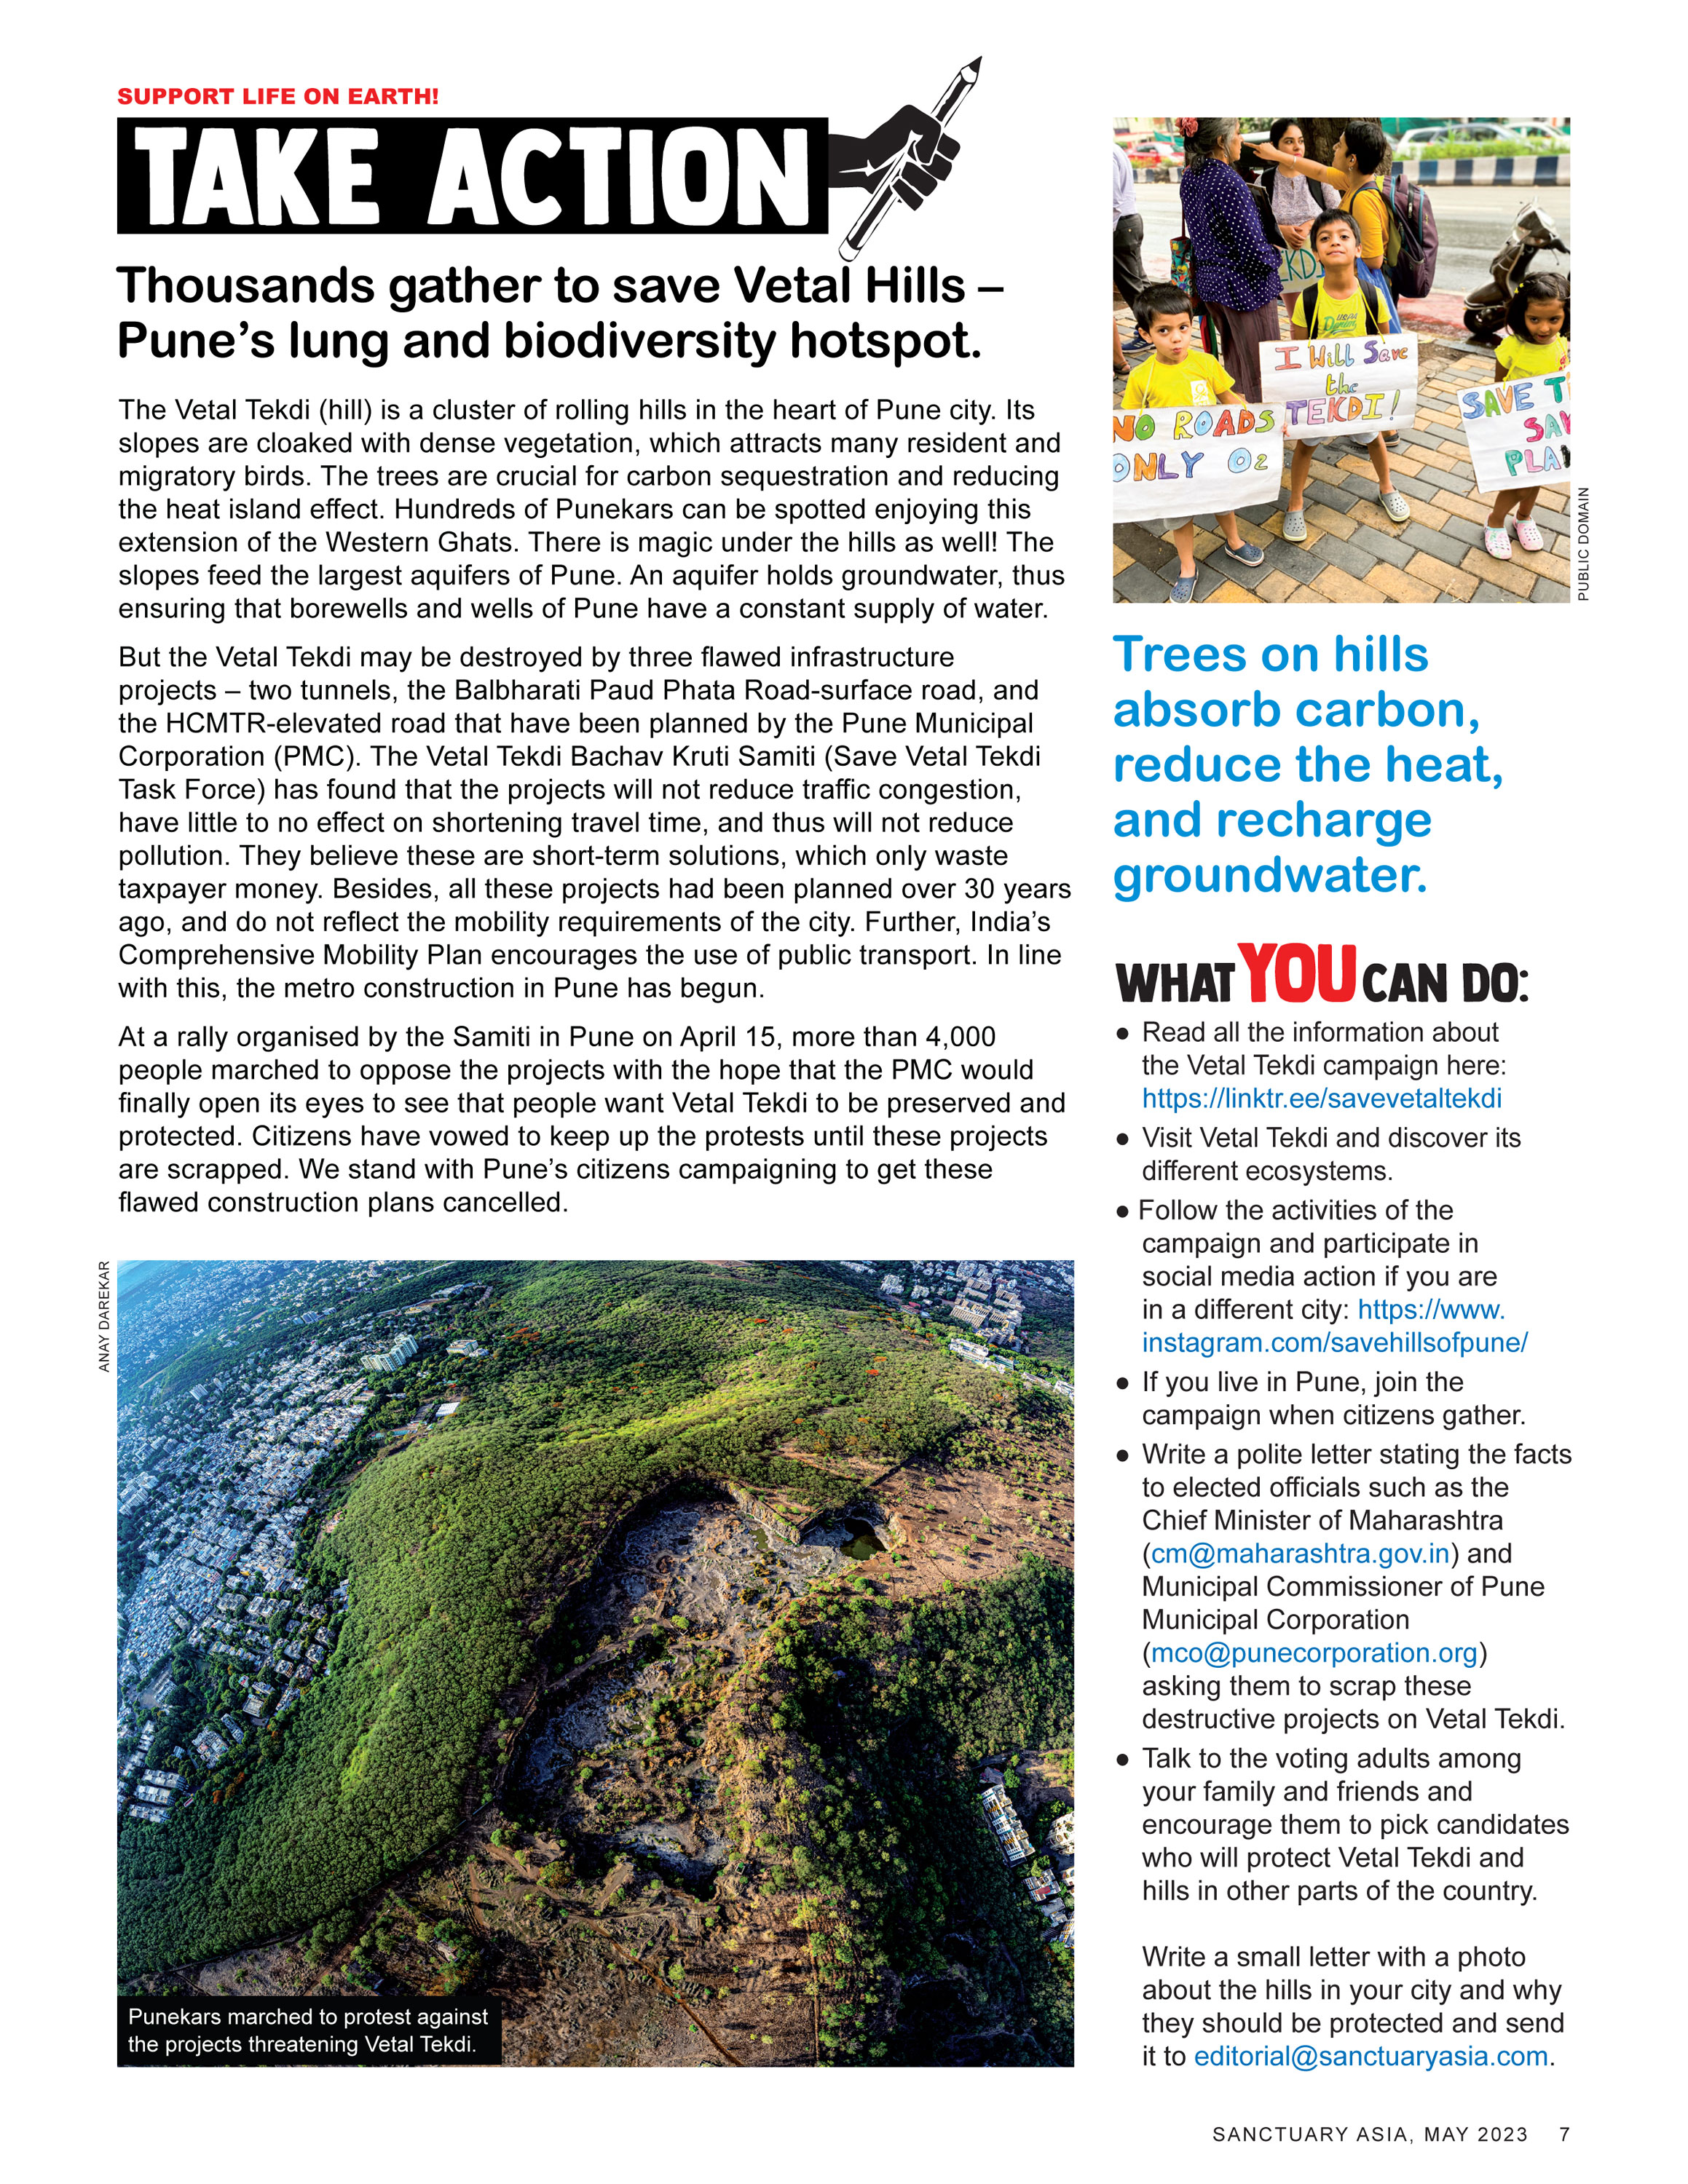 SUPPORT LIFE ON EARTH!
TAKE ACTION
Thousands gather to save Vetal Hills –
Pune's lung and biodiversity hotspot.
The Vetal Tekdi (hill) is a cluster of rolling hills in the heart of Pune city. Its
slopes are cloaked with dense vegetation, which attracts many resident and
migratory birds. The trees are crucial for carbon sequestration and reducing
the heat island effect. Hundreds of Punekars can be spotted enjoying this
extension of the Western Ghats. There is magic under the hills as well! The
slopes feed the largest aquifers of Pune. An aquifer holds groundwater, thus
ensuring that borewells and wells of Pune have a constant supply of water.
But the Vetal Tekdi may be destroyed by three flawed infrastructure
projects – two tunnels, the Balbharati Paud Phata Road-surface road, and
the HCMTR-elevated road that have been planned by the Pune Municipal
Corporation (PMC). The Vetal Tekdi Bachav Kruti Samiti (Save Vetal Tekdi
Task Force) has found that the projects will not reduce traffic congestion,
have little to no effect on shortening travel time, and thus will not reduce
pollution. They believe these are short-term solutions, which only waste
taxpayer money. Besides, all these projects had been planned over 30 years
ago, and do not reflect the mobility requirements of the city. Further, India's
Comprehensive Mobility Plan encourages the use of public transport. In line
with this, the metro construction in Pune has begun.
At a rally organised by the Samiti in Pune on April 15, more than 4,000
people marched to oppose the projects with the hope that the PMC would
finally open its eyes to see that people want Vetal Tekdi to be preserved and
protected. Citizens have vowed to keep up the protests until these projects
are scrapped. We stand with Pune's citizens campaigning to get these
flawed construction plans cancelled.
ANAY DAREKAR
Punekars marched to protest against
the projects threatening Vetal Tekdi.
KD
I Will Save
the
TEKDI!
NO ROADS
ONLY O2
SAVE T
SAV
PLA
PUBLIC DOMAIN
Trees on hills
absorb carbon,
reduce the heat,
and recharge
groundwater.
WHAT YOU CAN DO:
● Read all the information about
the Vetal Tekdi campaign here:
https://linktr.ee/savevetaltekdi
● Visit Vetal Tekdi and discover its
different ecosystems.
● Follow the activities of the
campaign and participate in
social media action if you are
in a different city: https://www.
instagram.com/savehillsofpune/
● If you live in Pune, join the
campaign when citizens gather.
● Write a polite letter stating the facts
to elected officials such as the
Chief Minister of Maharashtra
(cm@maharashtra.gov.in) and
Municipal Commissioner of Pune
Municipal Corporation
(mco@punecorporation.org)
asking them to scrap these
destructive projects on Vetal Tekdi.
● Talk to the voting adults among
your family and friends and
encourage them to pick candidates
who will protect Vetal Tekdi and
hills in other parts of the country.
Write a small letter with a photo
about the hills in your city and why
they should be protected and send
it to editorial@sanctuaryasia.com.
SANCTUARY ASIA, MAY 2023 7